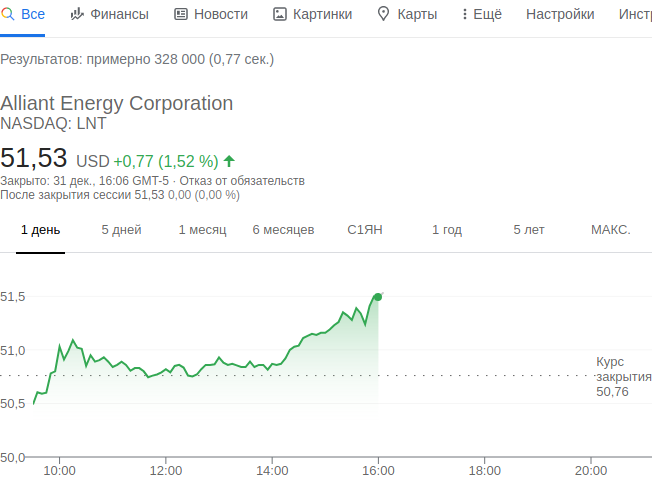 Все Финансы Новости Картинки Карты Ещё Настройки Инст
Результатов: примерно 328 000 (0,77 сек.)
Alliant Energy Corporation
NASDAQ: LNT
51,53 USD +0,77 (1,52 %)
Закрыто: 31 дек., 16:06 GMT-5 · Отказ от обязательств
После закрытия сессии 51,53 0,00 (0,00 %)
1 день 5 дней 1 месяц 6 месяцев С1ЯН 1 год 5 лет МАКС.
51,5
51,0
Курс
закрытия
50,76
50,5
50,0
10:00 12:00 14:00 16:00 18:00 20:00